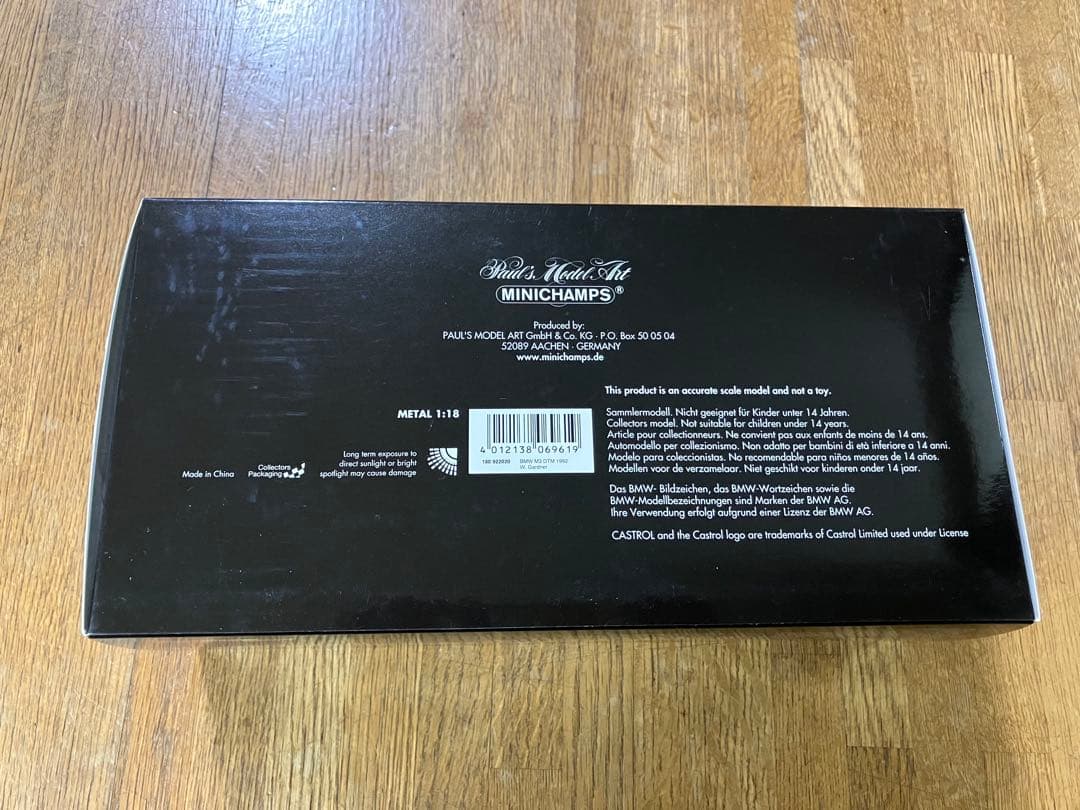 Paul's Model Art
MINICHAMPS®
Produced by:
PAUL'S MODEL ART GmbH & Co. KG · P.O. Box 50 05 04
52089 AACHEN · GERMANY
www.minichamps.de
This product is an accurate scale model and not a toy.
METAL 1:18
Sammlermodell. Nicht geeignet für Kinder unter 14 Jahren.
Collectors model. Not suitable for children under 14 years.
Article pour collectionneurs. Ne convient pas aux enfants de moins de 14 ans.
Automodello per collezionismo. Non adatto per bambini di età inferiore a 14 anni.
Modelo para coleccionistas. No recomendable para niños menores de 14 años.
Modellen voor de verzamelaar. Niet geschikt voor kinderen onder 14 jaar.
4 012138 069619
180 922020 BMW M3 DTM 1992
W. Gardner
Long term exposure to
direct sunlight or bright
spotlight may cause damage
Made in China
Collectors
Packaging
Das BMW- Bildzeichen, das BMW-Wortzeichen sowie die
BMW-Modellbezeichnungen sind Marken der BMW AG.
Ihre Verwendung erfolgt aufgrund einer Lizenz der BMW AG.
CASTROL and the Castrol logo are trademarks of Castrol Limited used under License